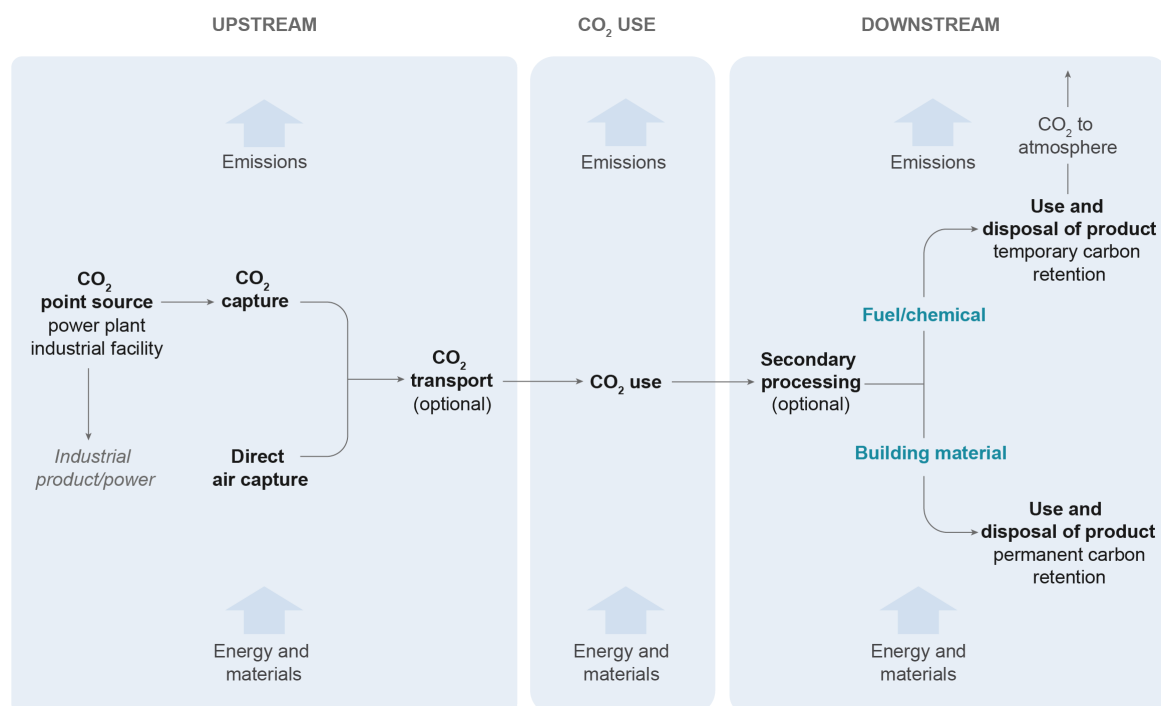 UPSTREAM
CO₂ USE
DOWNSTREAM
Emissions
Emissions
Emissions
CO₂ to
atmosphere
CO₂
point source
power plant
industrial facility
CO₂
capture
Industrial
product/power
Direct
air capture
CO₂
transport
(optional)
CO₂ use
Secondary
processing
(optional)
Fuel/chemical
Use and
disposal of product
temporary carbon
retention
Building material
Use and
disposal of product
permanent carbon
retention
Energy and
materials
Energy and
materials
Energy and
materials